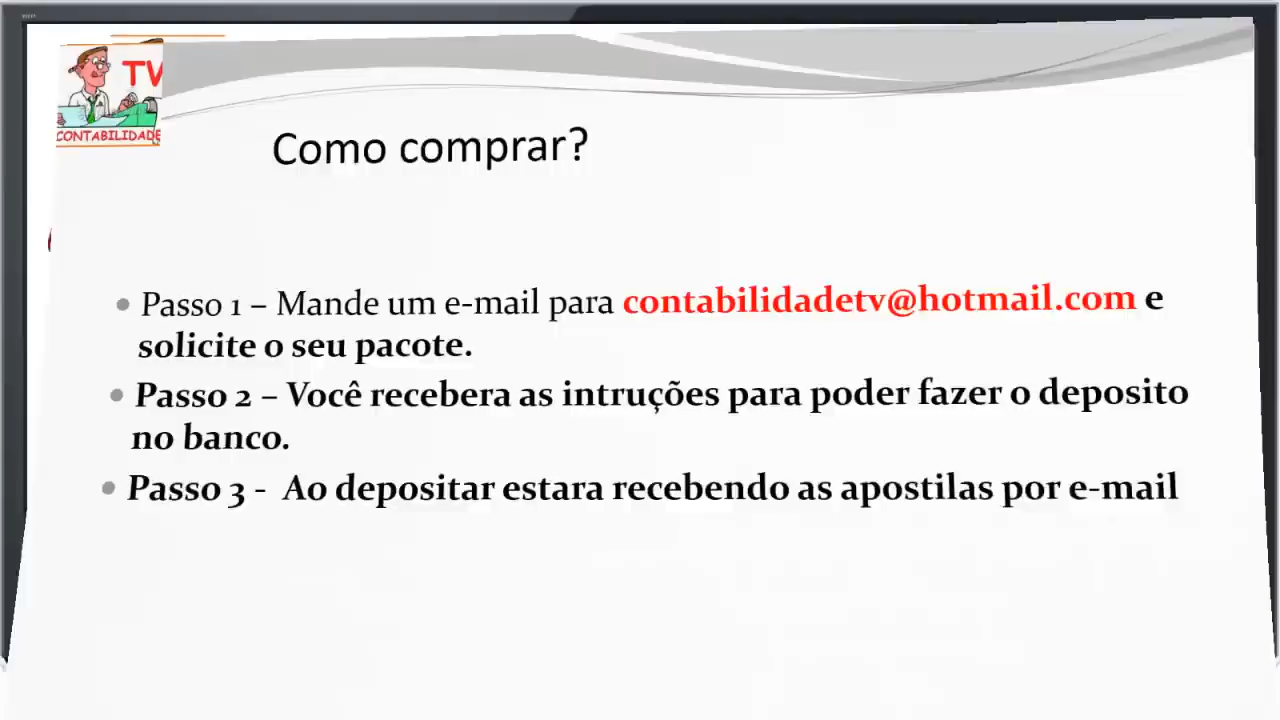 TV
CONTABILIDADE
Como comprar?
Passo 1 – Mande um e-mail para contabilidadetv@hotmail.com e
solicite o seu pacote.
Passo 2 – Você recebera as intruções para poder fazer o deposito
no banco.
Passo 3 - Ao depositar estara recebendo as apostilas por e-mail